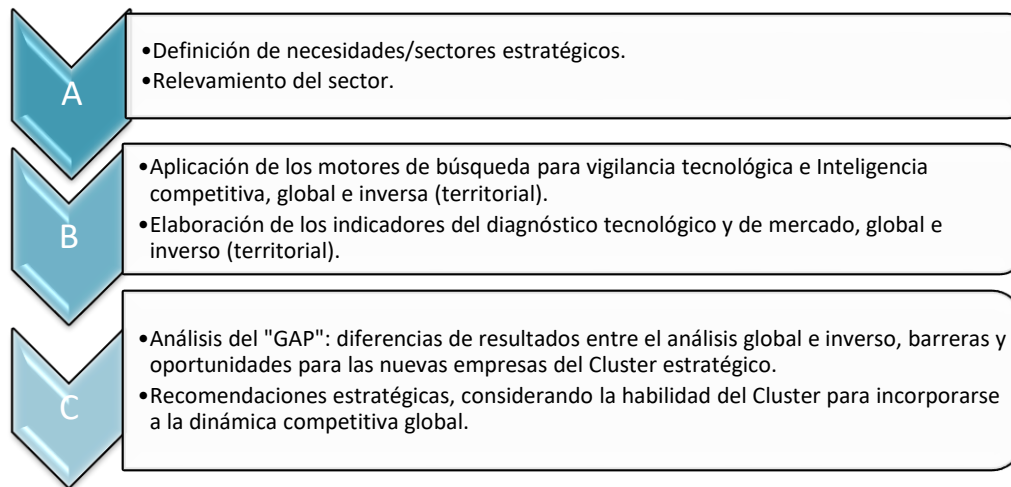 A
•Definición de necesidades/sectores estratégicos.
•Relevamiento del sector.
B
•Aplicación de los motores de búsqueda para vigilancia tecnológica e Inteligencia
competitiva, global e inversa (territorial).
•Elaboración de los indicadores del diagnóstico tecnológico y de mercado, global e
inverso (territorial).
C
•Análisis del "GAP": diferencias de resultados entre el análisis global e inverso, barreras y
oportunidades para las nuevas empresas del Cluster estratégico.
•Recomendaciones estratégicas, considerando la habilidad del Cluster para incorporarse
a la dinámica competitiva global.